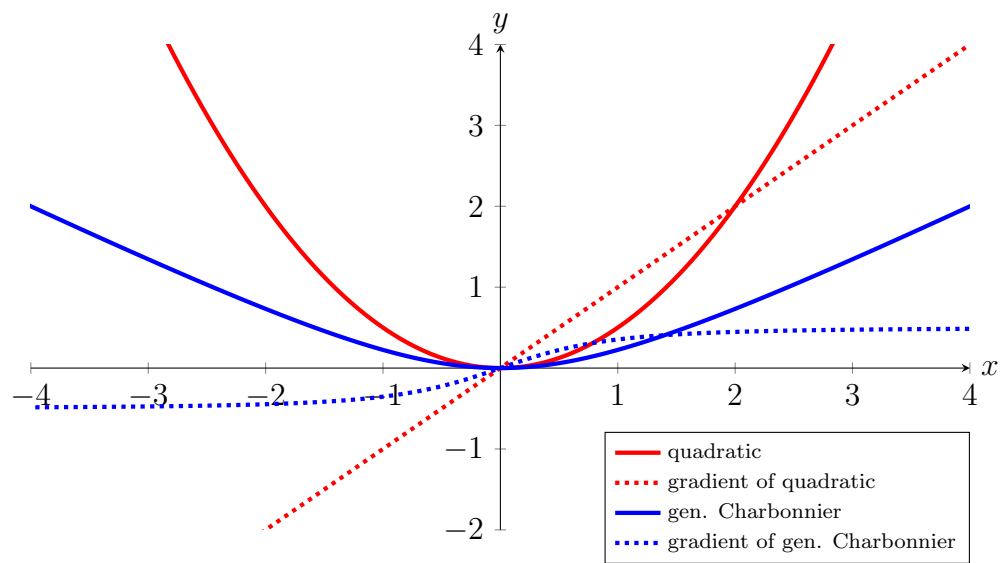 y
4
3
2
1
−4 −3 −2 −1 1 2 3 4 x
−1
−2
quadratic
gradient of quadratic
gen. Charbonnier
gradient of gen. Charbonnier